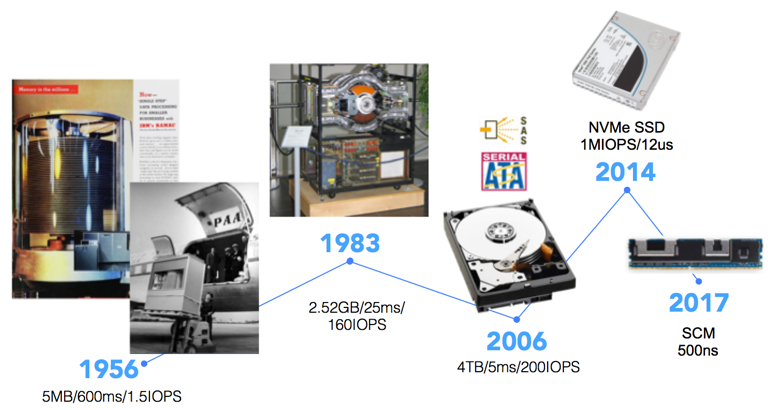 Memory in the millions
Now—
SINGLE STEP
DATA PROCESSING
FOR SMALLER
BUSINESSES with
IBM's RAMAC
PAA
1956
5MB/600ms/1.5IOPS
1983
2.52GB/25ms/
160IOPS
SAS
SERIAL
ATA
2006
4TB/5ms/200IOPS
NVMe SSD
1MIOPS/12us
2014
2017
SCM
500ns